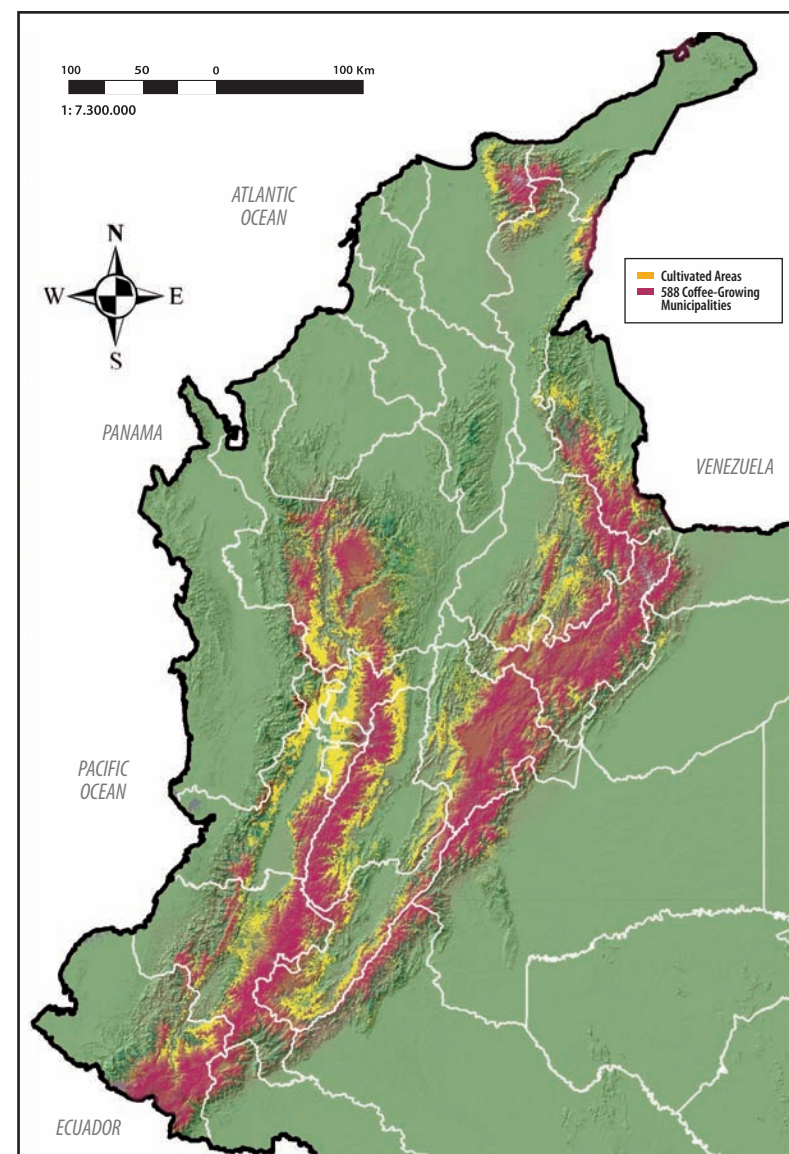 100 50 0 100 Km
1: 7.300.000
ATLANTIC
OCEAN
N
W E
S
Cultivated Areas
588 Coffee-Growing
Municipalities
PANAMA
VENEZUELA
PACIFIC
OCEAN
ECUADOR